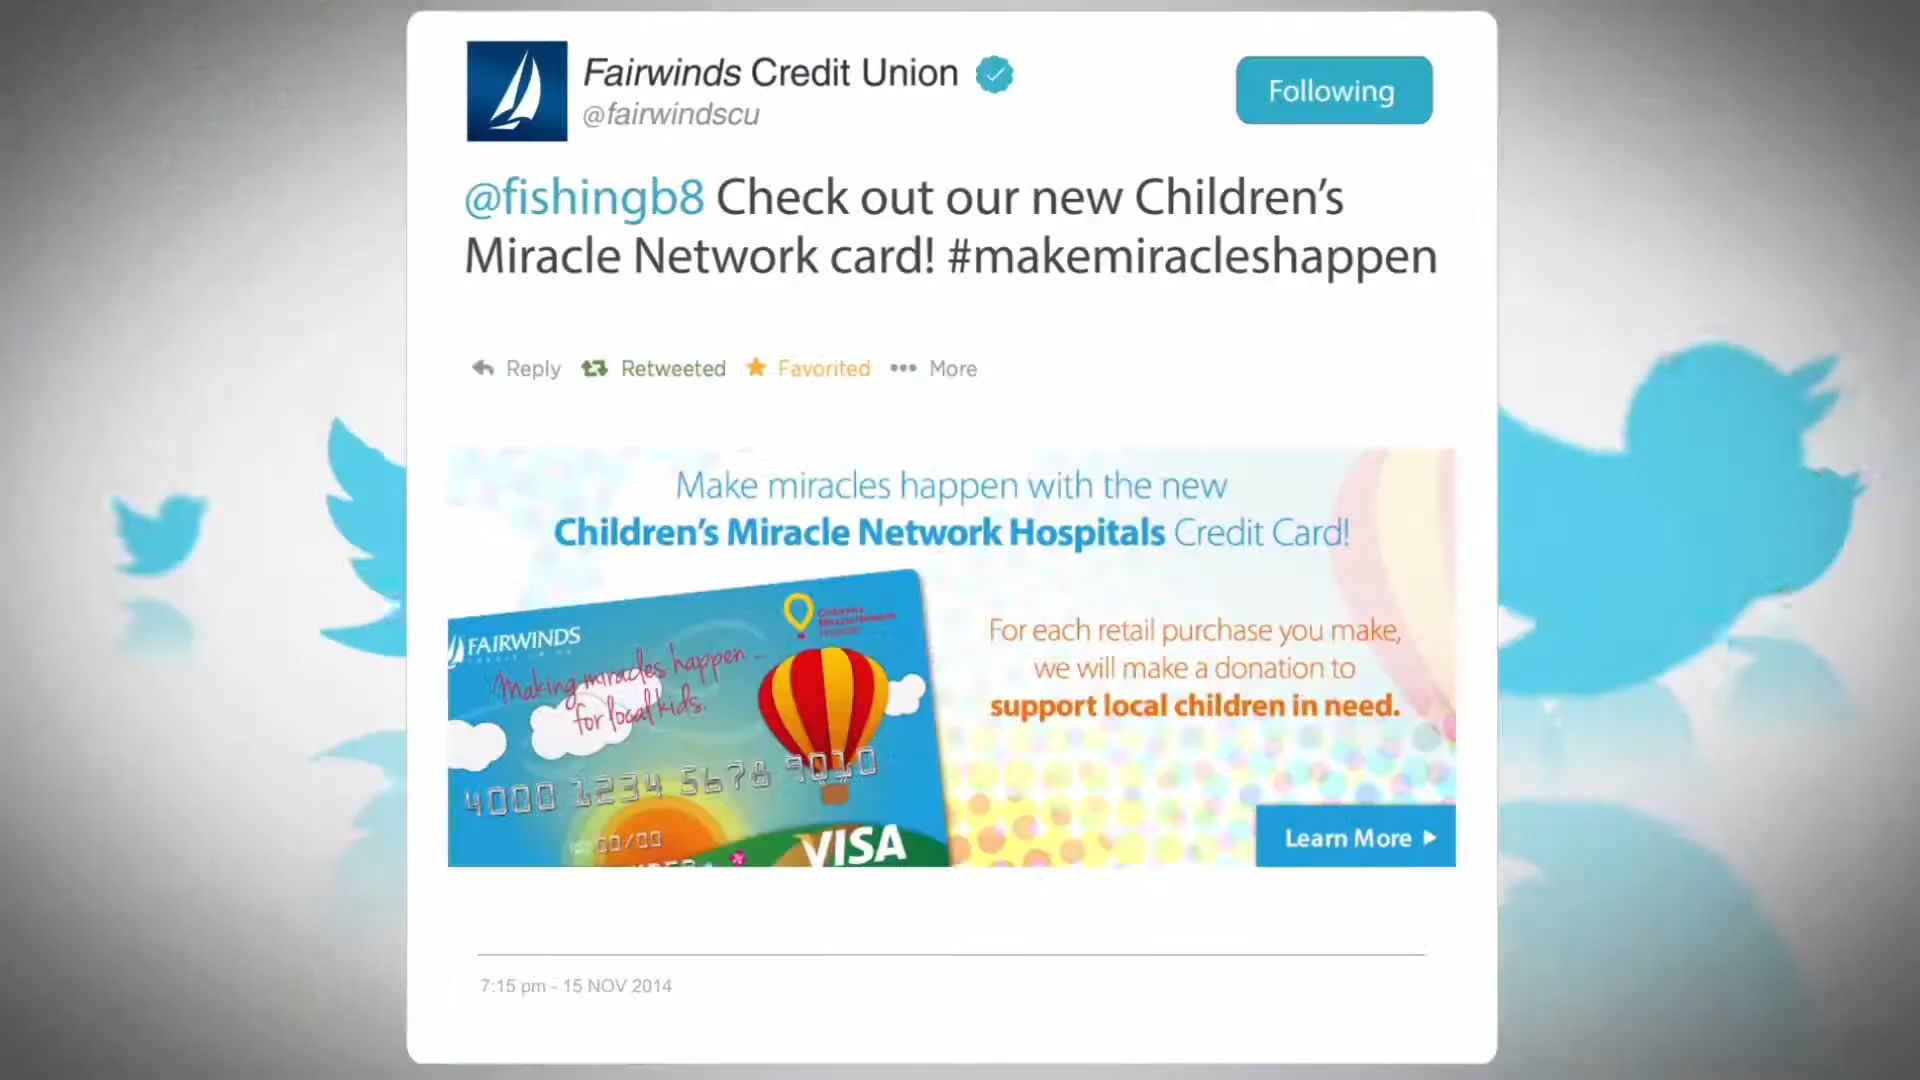 Fairwinds Credit Union
@fairwindscu
Following
@fishingb8 Check out our new Children's
Miracle Network card! #makemiracleshappen
Reply Retweeted Favorited ••• More
Make miracles happen with the new
Children's Miracle Network Hospitals Credit Card!
FAIRWINDS
Children's
Miracle Network
Making miracles happen ...
for local kids.
4000 1234 5678 9010
00/00
VISA
For each retail purchase you make,
we will make a donation to
support local children in need.
Learn More
7:15 pm - 15 NOV 2014